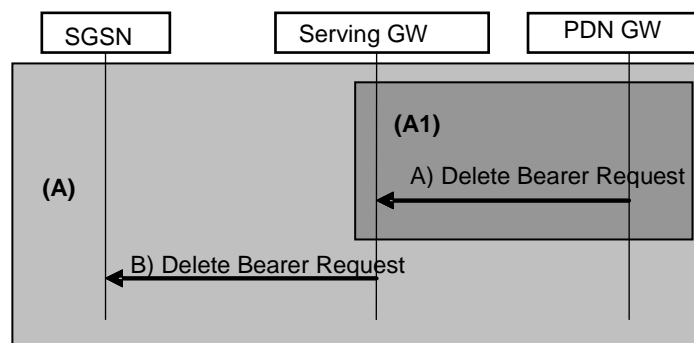 SGSN
Serving GW
PDN GW
(A1)
(A)
A) Delete Bearer Request
B) Delete Bearer Request